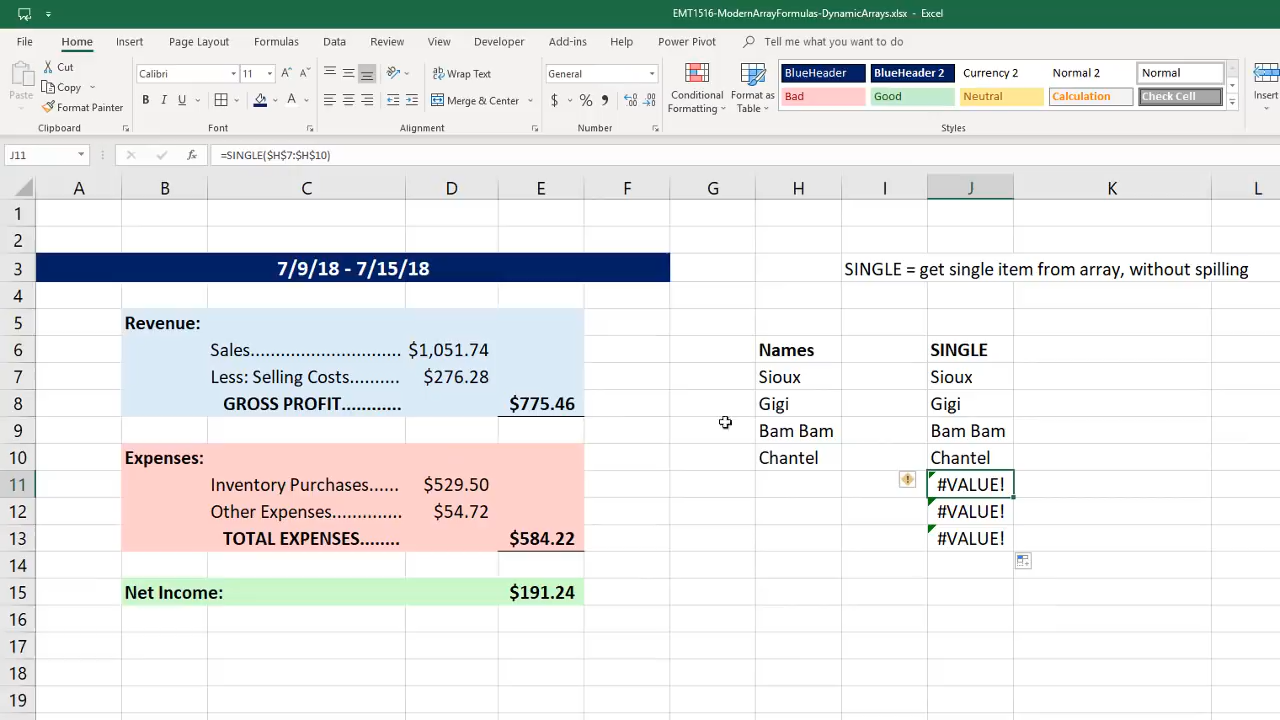 EMT1516-ModernArrayFormulas-DynamicArrays.xlsx - Excel
File Home Insert Page Layout Formulas Data Review View Developer Add-ins Help Power Pivot Tell me what you want to do
Paste
Cut
Copy
Format Painter
Clipboard
Calibri 11
B I U
Font
Wrap Text
Merge & Center
Alignment
General
$ % ,
Number
Conditional Formatting
Format as Table
BlueHeader BlueHeader 2 Currency 2 Normal 2 Normal
Bad Good Neutral Calculation Check Cell
Styles
Insert
J11 fx =SINGLE($H$7:$H$10)
A B C D E F G H I J K L
1
2
3 7/9/18 - 7/15/18 SINGLE = get single item from array, without spilling
4
5 Revenue:
6 Sales............................ $1,051.74 Names SINGLE
7 Less: Selling Costs.......... $276.28 Sioux Sioux
8 GROSS PROFIT............ $775.46 Gigi Gigi
9 Bam Bam Bam Bam
10 Expenses: Chantel Chantel
11 Inventory Purchases...... $529.50 #VALUE!
12 Other Expenses.............. $54.72 #VALUE!
13 TOTAL EXPENSES........ $584.22 #VALUE!
14
15 Net Income: $191.24
16
17
18
19